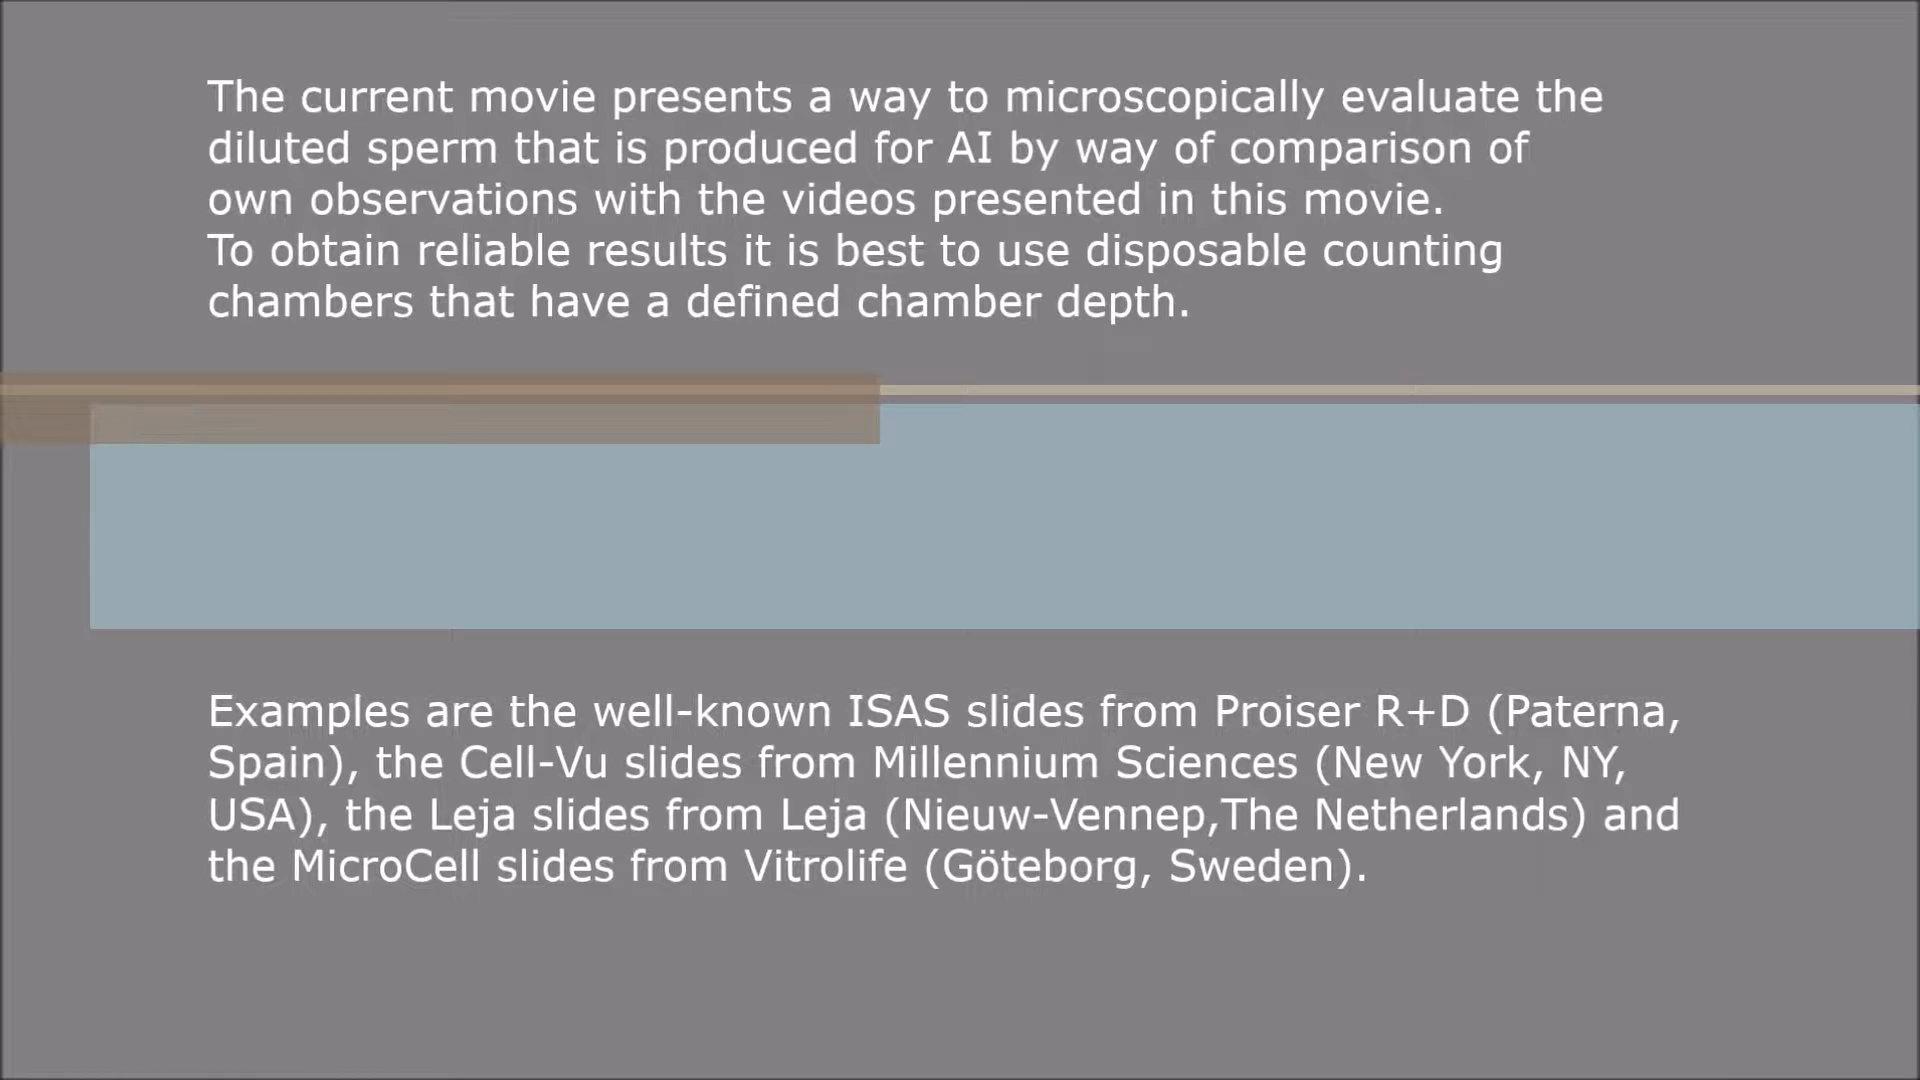 The current movie presents a way to microscopically evaluate the
diluted sperm that is produced for AI by way of comparison of
own observations with the videos presented in this movie.
To obtain reliable results it is best to use disposable counting
chambers that have a defined chamber depth.
Examples are the well-known ISAS slides from Proiser R+D (Paterna,
Spain), the Cell-Vu slides from Millennium Sciences (New York, NY,
USA), the Leja slides from Leja (Nieuw-Vennep,The Netherlands) and
the MicroCell slides from Vitrolife (Göteborg, Sweden).